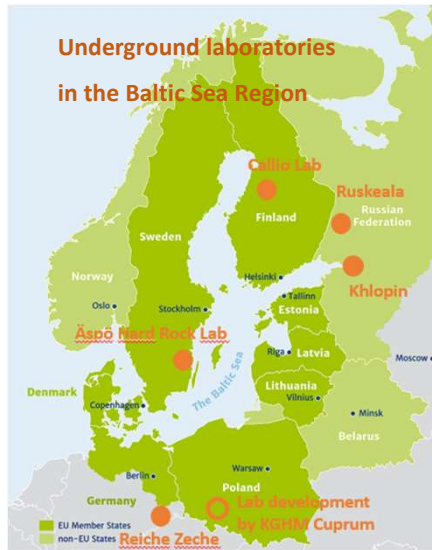 Underground laboratories
in the Baltic Sea Region
Callio Lab
Ruskeala
Finland
Russian
Federation
Sweden
Norway
Helsinki
Khlopin
Oslo
Stockholm
Tallinn
Estonia
Äspö Hard Rock Lab
Riga
Latvia
Moscow
The Baltic Sea
Lithuania
Denmark
Vilnius
Copenhagen
Minsk
Belarus
Berlin
Warsaw
Poland
Germany
Lab development
by KGHM Cuprum
EU Member States
non-EU States
Reiche Zeche